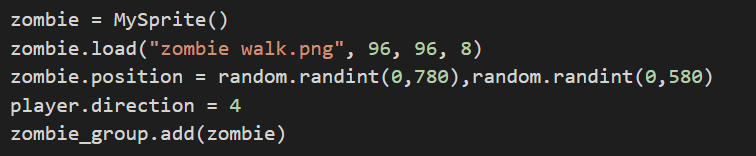 zombie = MySprite()
zombie.load("zombie walk.png", 96, 96, 8)
zombie.position = random.randint(0,780),random.randint(0,580)
player.direction = 4
zombie_group.add(zombie)